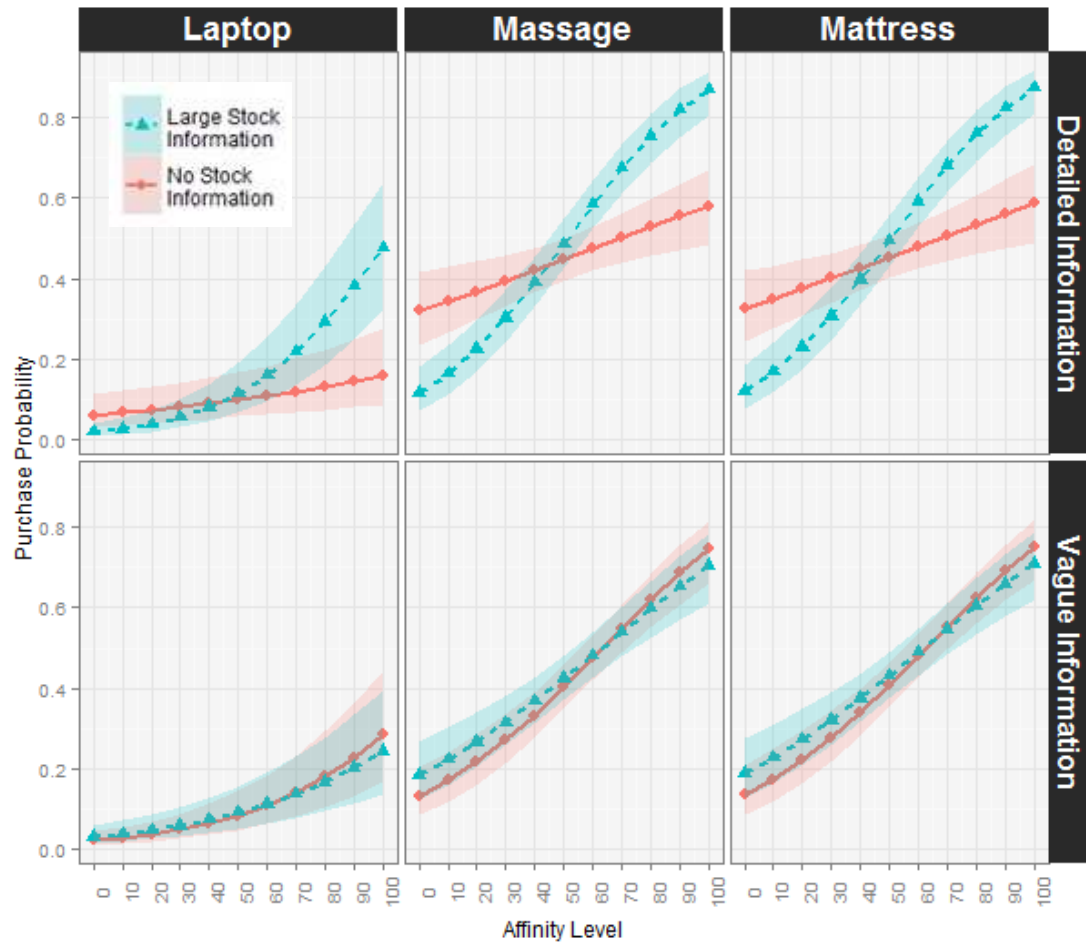 Laptop
Massage
Mattress
Large Stock
Information
No Stock
Information
Detailed Information
Vague Information
Purchase Probability
0.8
0.6
0.4
0.2
0.0
0.8
0.6
0.4
0.2
0.0
0 10 20 30 40 50 60 70 80 90 100
0 10 20 30 40 50 60 70 80 90 100
0 10 20 30 40 50 60 70 80 90 100
Affinity Level